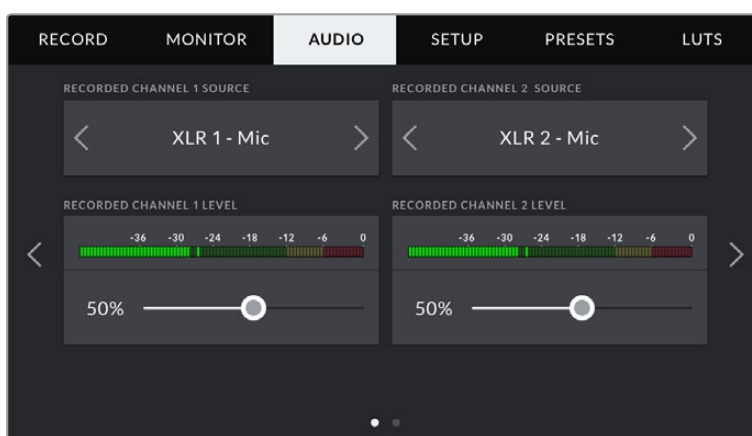 RECORD MONITOR AUDIO SETUP PRESETS LUTS
RECORDED CHANNEL 1 SOURCE RECORDED CHANNEL 2 SOURCE
XLR 1 - Mic XLR 2 - Mic
RECORDED CHANNEL 1 LEVEL RECORDED CHANNEL 2 LEVEL
-36 -30 -24 -18 -12 -6 0 -36 -30 -24 -18 -12 -6 0
50% 50%